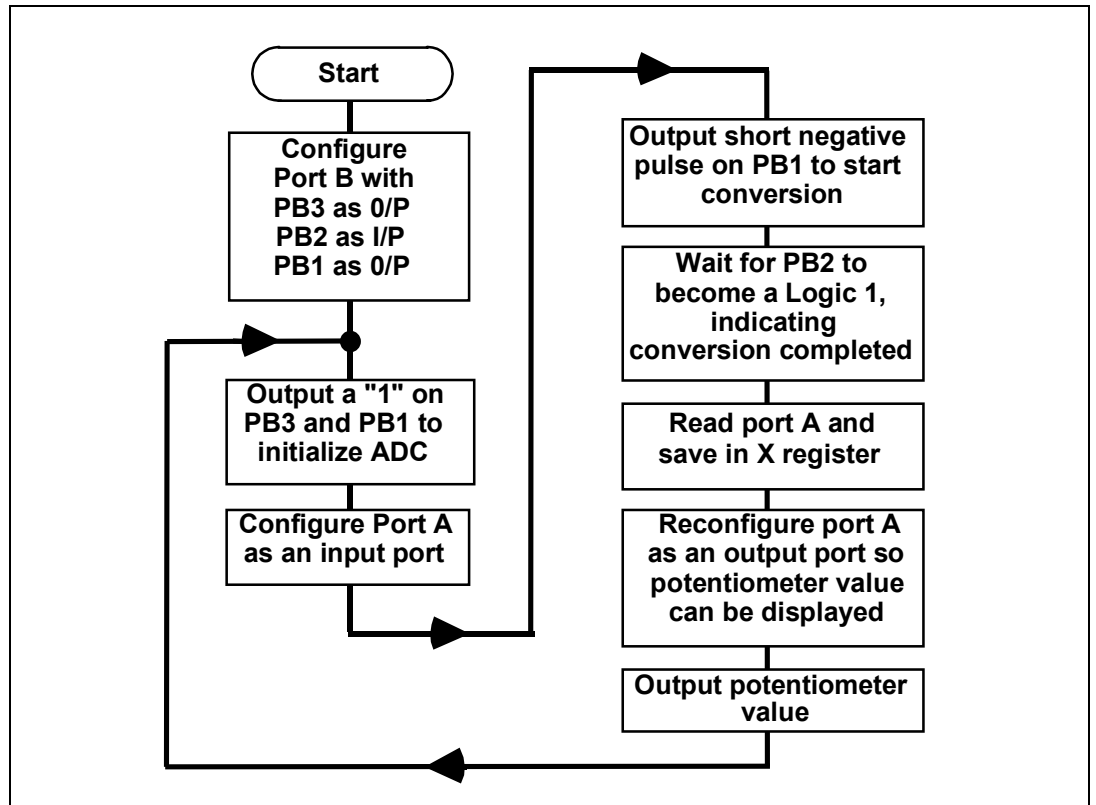 Start
Configure
Port B with
PB3 as 0/P
PB2 as I/P
PB1 as 0/P
Output a "1" on
PB3 and PB1 to
initialize ADC
Configure Port A
as an input port
Output short negative
pulse on PB1 to start
conversion
Wait for PB2 to
become a Logic 1,
indicating
conversion completed
Read port A and
save in X register
Reconfigure port A
as an output port so
potentiometer value
can be displayed
Output potentiometer
value